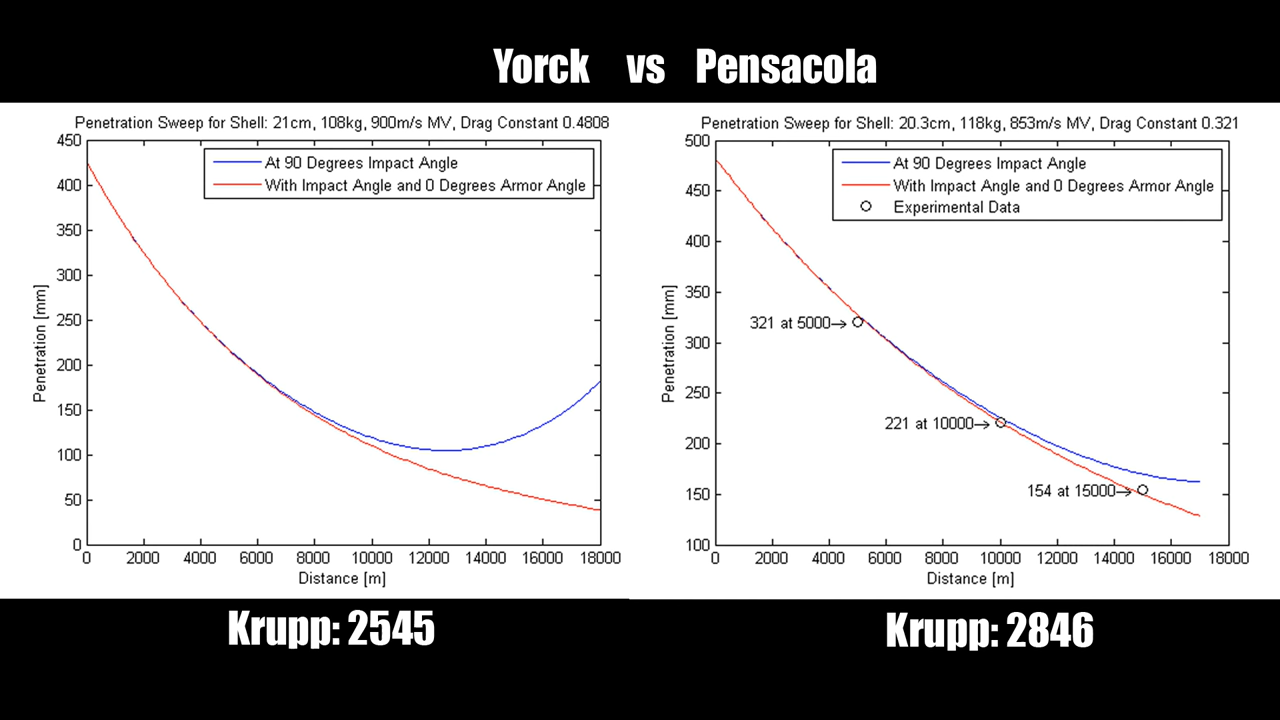 Yorck vs Pensacola
Penetration Sweep for Shell: 21cm, 108kg, 900m/s MV, Drag Constant 0.4808
At 90 Degrees Impact Angle
With Impact Angle and 0 Degrees Armor Angle
450
400
350
300
250
200
150
100
50
0
Penetration [mm]
0 2000 4000 6000 8000 10000 12000 14000 16000 18000
Distance [m]
Krupp: 2545
Penetration Sweep for Shell: 20.3cm, 118kg, 853m/s MV, Drag Constant 0.321
At 90 Degrees Impact Angle
With Impact Angle and 0 Degrees Armor Angle
Experimental Data
500
450
400
350
300
250
200
150
100
Penetration [mm]
321 at 5000→
221 at 10000→
154 at 15000→
0 2000 4000 6000 8000 10000 12000 14000 16000 18000
Distance [m]
Krupp: 2846